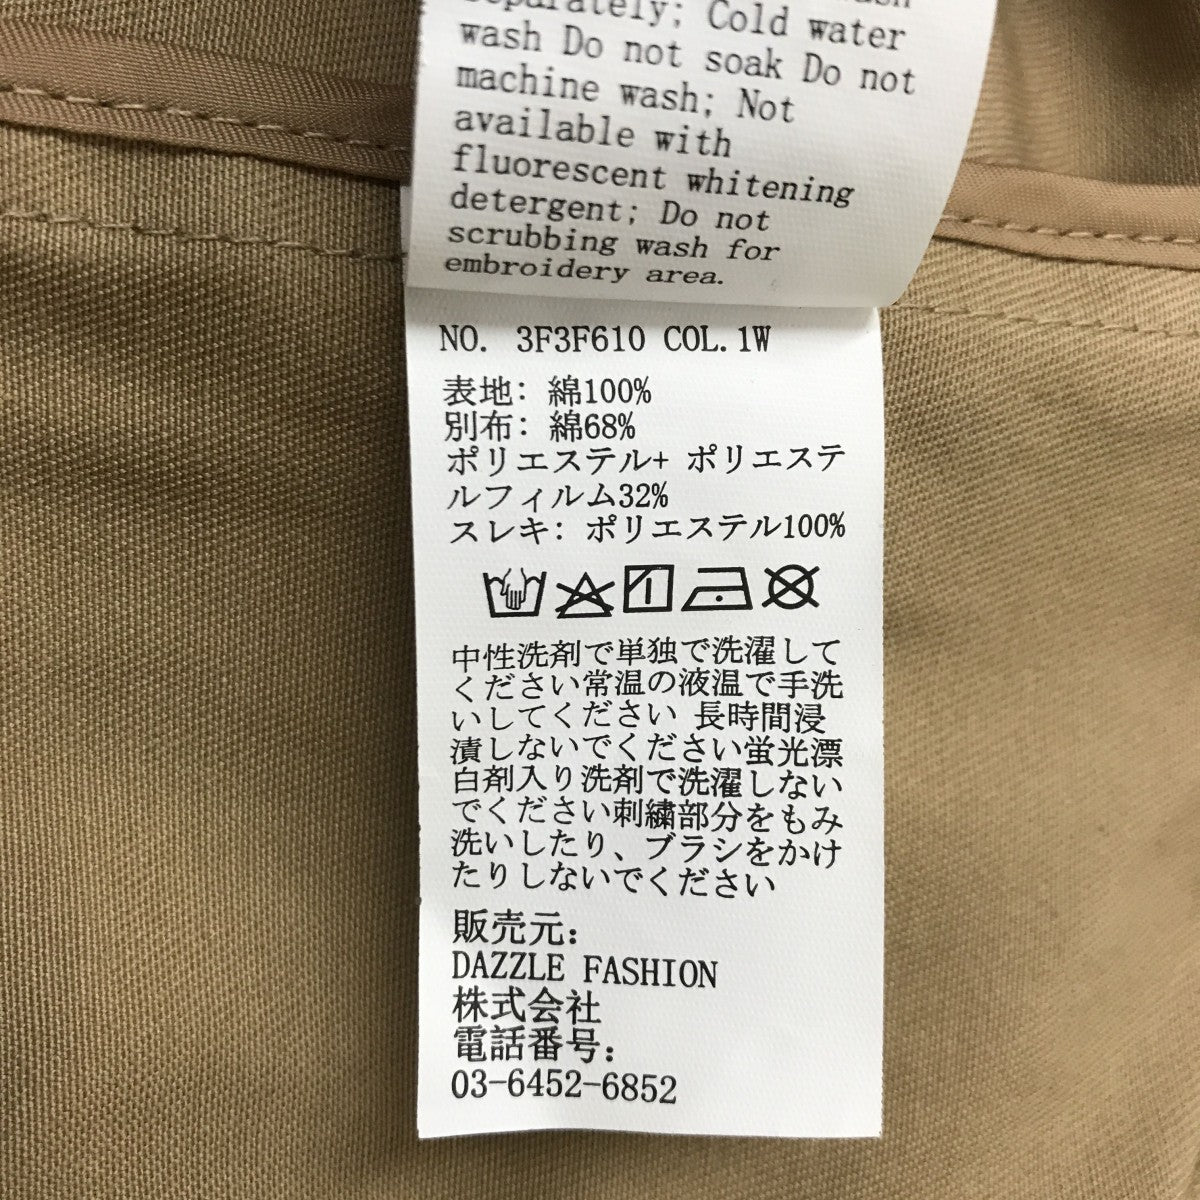 separately; Cold water
wash Do not soak Do not
machine wash; Not
available with
fluorescent whitening
detergent; Do not
scrubbing wash for
embroidery area.
NO. 3F3F610 COL.1W
表地: 綿100%
別布: 綿68%
ポリエステル+ ポリエステ
ルフィルム32%
スレキ: ポリエステル100%
中性洗剤で単独で洗濯して
ください常温の液温で手洗
いしてください 長時間浸
漬しないでください蛍光漂
白剤入り洗剤で洗濯しない
でください刺繍部分をもみ
洗いしたり、ブラシをかけ
たりしないでください
販売元:
DAZZLE FASHION
株式会社
電話番号:
03-6452-6852